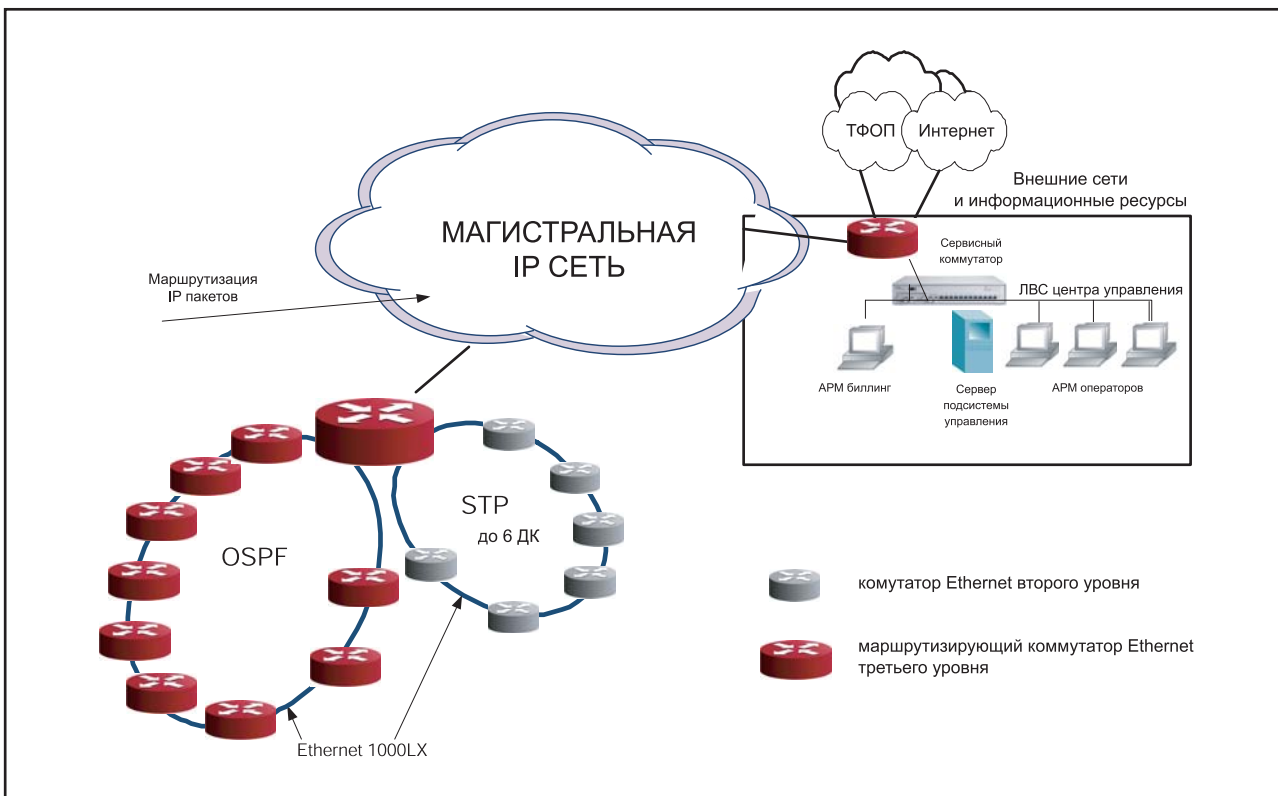 ТФОП
Интернет
Внешние сети
и информационные ресурсы
МАГИСТРАЛЬНАЯ
IP СЕТЬ
Сервисный
коммутатор
Маршрутизация
IP пакетов
ЛВС центра управления
АРМ биллинг
Сервер
подсистемы
управления
АРМ операторов
STP
до 6 ДК
OSPF
комутатор Ethernet второго уровня
маршрутизирующий коммутатор Ethernet
третьего уровня
Ethernet 1000LX